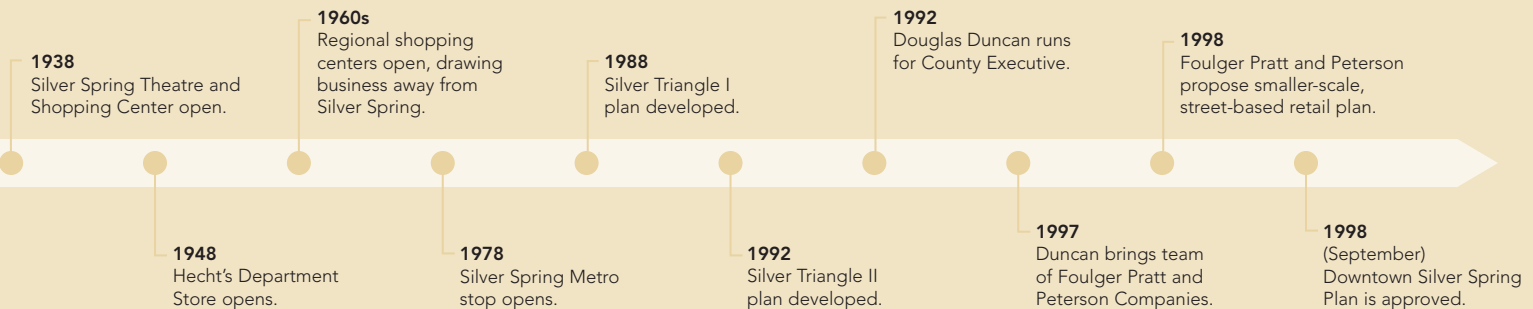 1938
Silver Spring Theatre and
Shopping Center open.
1948
Hecht's Department
Store opens.
1960s
Regional shopping
centers open, drawing
business away from
Silver Spring.
1978
Silver Spring Metro
stop opens.
1988
Silver Triangle I
plan developed.
1992
Silver Triangle II
plan developed.
1992
Douglas Duncan runs
for County Executive.
1997
Duncan brings team
of Foulger Pratt and
Peterson Companies.
1998
Foulger Pratt and Peterson
propose smaller-scale,
street-based retail plan.
1998
(September)
Downtown Silver Spring
Plan is approved.